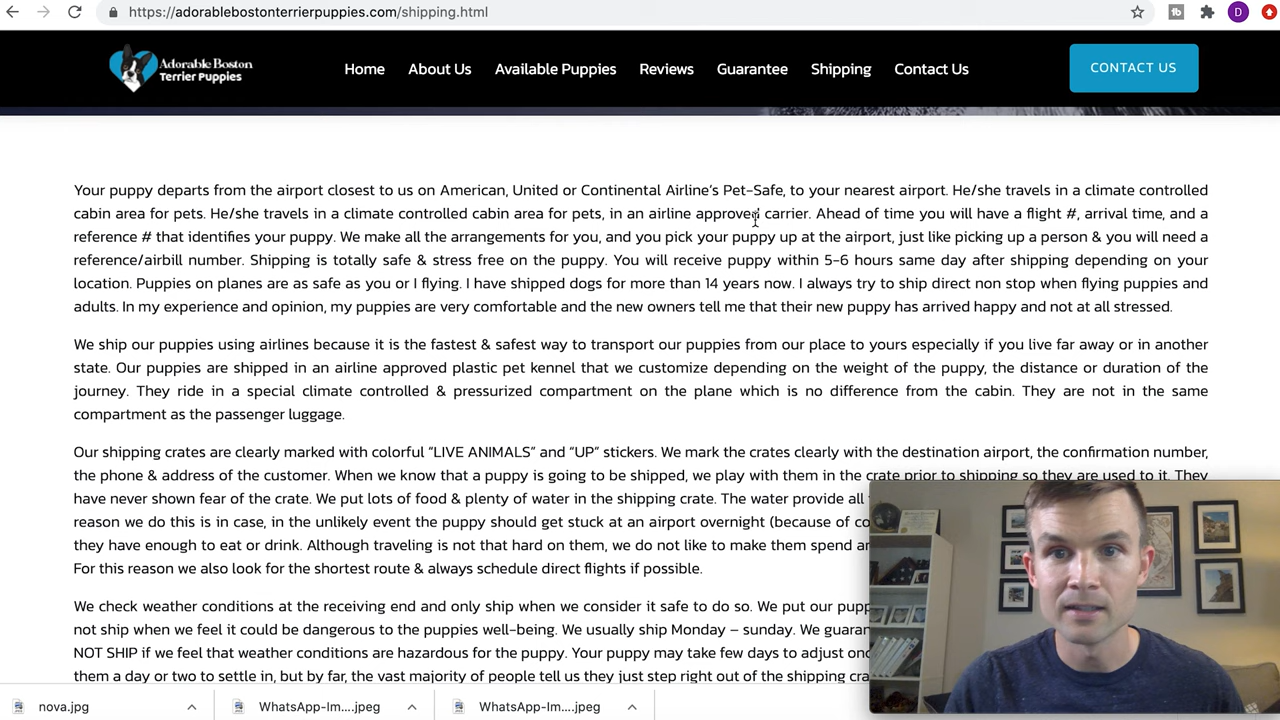 https://adorablebostonterrierpuppies.com/shipping.html
D
Adorable Boston
Terrier Puppies
Home About Us Available Puppies Reviews Guarantee Shipping Contact Us
CONTACT US
Your puppy departs from the airport closest to us on American, United or Continental Airline's Pet-Safe, to your nearest airport. He/she travels in a climate controlled
cabin area for pets. He/she travels in a climate controlled cabin area for pets, in an airline approved carrier. Ahead of time you will have a flight #, arrival time, and a
reference # that identifies your puppy. We make all the arrangements for you, and you pick your puppy up at the airport, just like picking up a person & you will need a
reference/airbill number. Shipping is totally safe & stress free on the puppy. You will receive puppy within 5-6 hours same day after shipping depending on your
location. Puppies on planes are as safe as you or I flying. I have shipped dogs for more than 14 years now. I always try to ship direct non stop when flying puppies and
adults. In my experience and opinion, my puppies are very comfortable and the new owners tell me that their new puppy has arrived happy and not at all stressed.
We ship our puppies using airlines because it is the fastest & safest way to transport our puppies from our place to yours especially if you live far away or in another
state. Our puppies are shipped in an airline approved plastic pet kennel that we customize depending on the weight of the puppy, the distance or duration of the
journey. They ride in a special climate controlled & pressurized compartment on the plane which is no difference from the cabin. They are not in the same
compartment as the passenger luggage.
Our shipping crates are clearly marked with colorful “LIVE ANIMALS” and “UP” stickers. We mark the crates clearly with the destination airport, the confirmation number,
the phone & address of the customer. When we know that a puppy is going to be shipped, we play with them in the crate prior to shipping so they are used to it. They
have never shown fear of the crate. We put lots of food & plenty of water in the shipping crate. The water provide all
reason we do this is in case, in the unlikely event the puppy should get stuck at an airport overnight (because of
they have enough to eat or drink. Although traveling is not that hard on them, we do not like to make them spend
For this reason we also look for the shortest route & always schedule direct flights if possible.
We check weather conditions at the receiving end and only ship when we consider it safe to do so. We put our
not ship when we feel it could be dangerous to the puppies well-being. We usually ship Monday – sunday. We
NOT SHIP if we feel that weather conditions are hazardous for the puppy. Your puppy may take few days to adjust
them a day or two to settle in, but by far, the vast majority of people tell us they just step right out of the shipping
nova.jpg WhatsApp-Im....jpeg WhatsApp-Im....jpeg